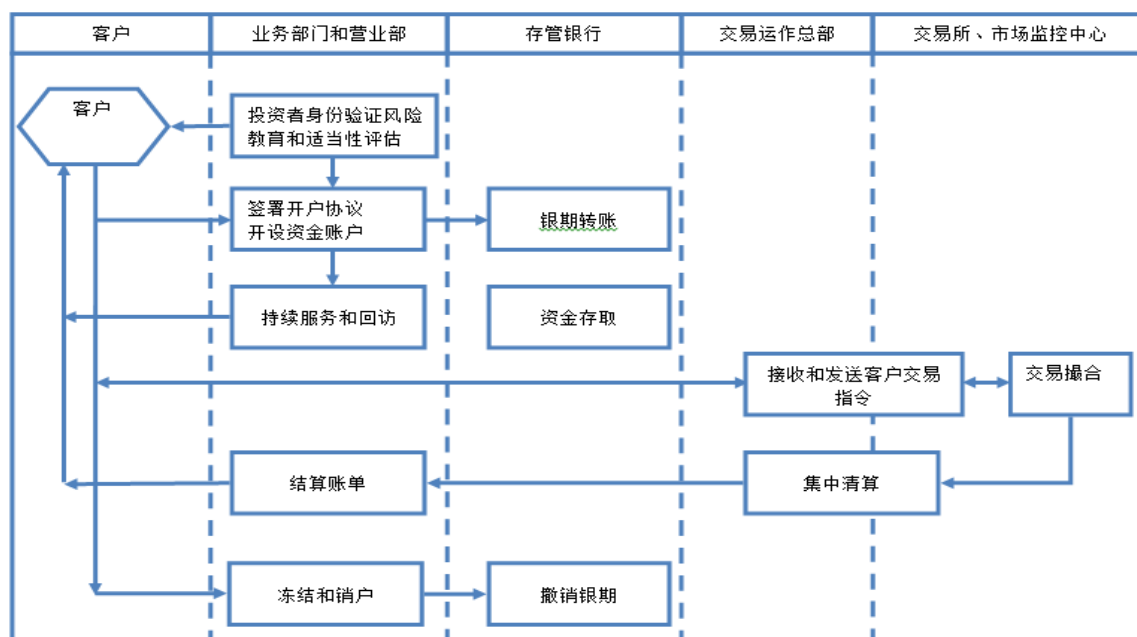 客户
业务部门和营业部
存管银行
交易运作总部
交易所、市场监控中心
客户
投资者身份验证风险
教育和适当性评估
签署开户协议
开设资金账户
银期转账
持续服务和回访
资金存取
接收和发送客户交易
指令
交易撮合
结算账单
集中清算
冻结和销户
撤销银期